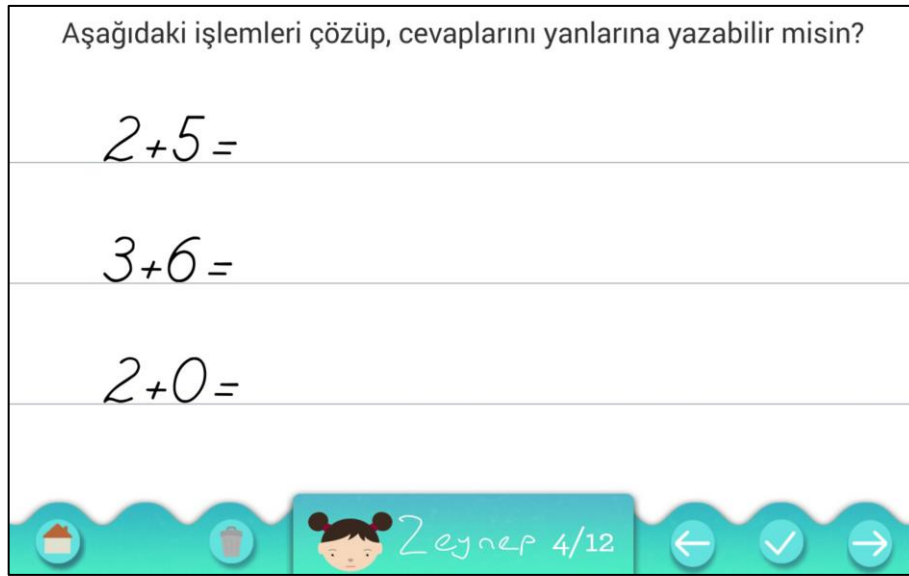 Aşağıdaki işlemleri çözüp, cevaplarını yanlarına yazabilir misin?
2+5=
3+6=
2+0=
Zeynep 4/12